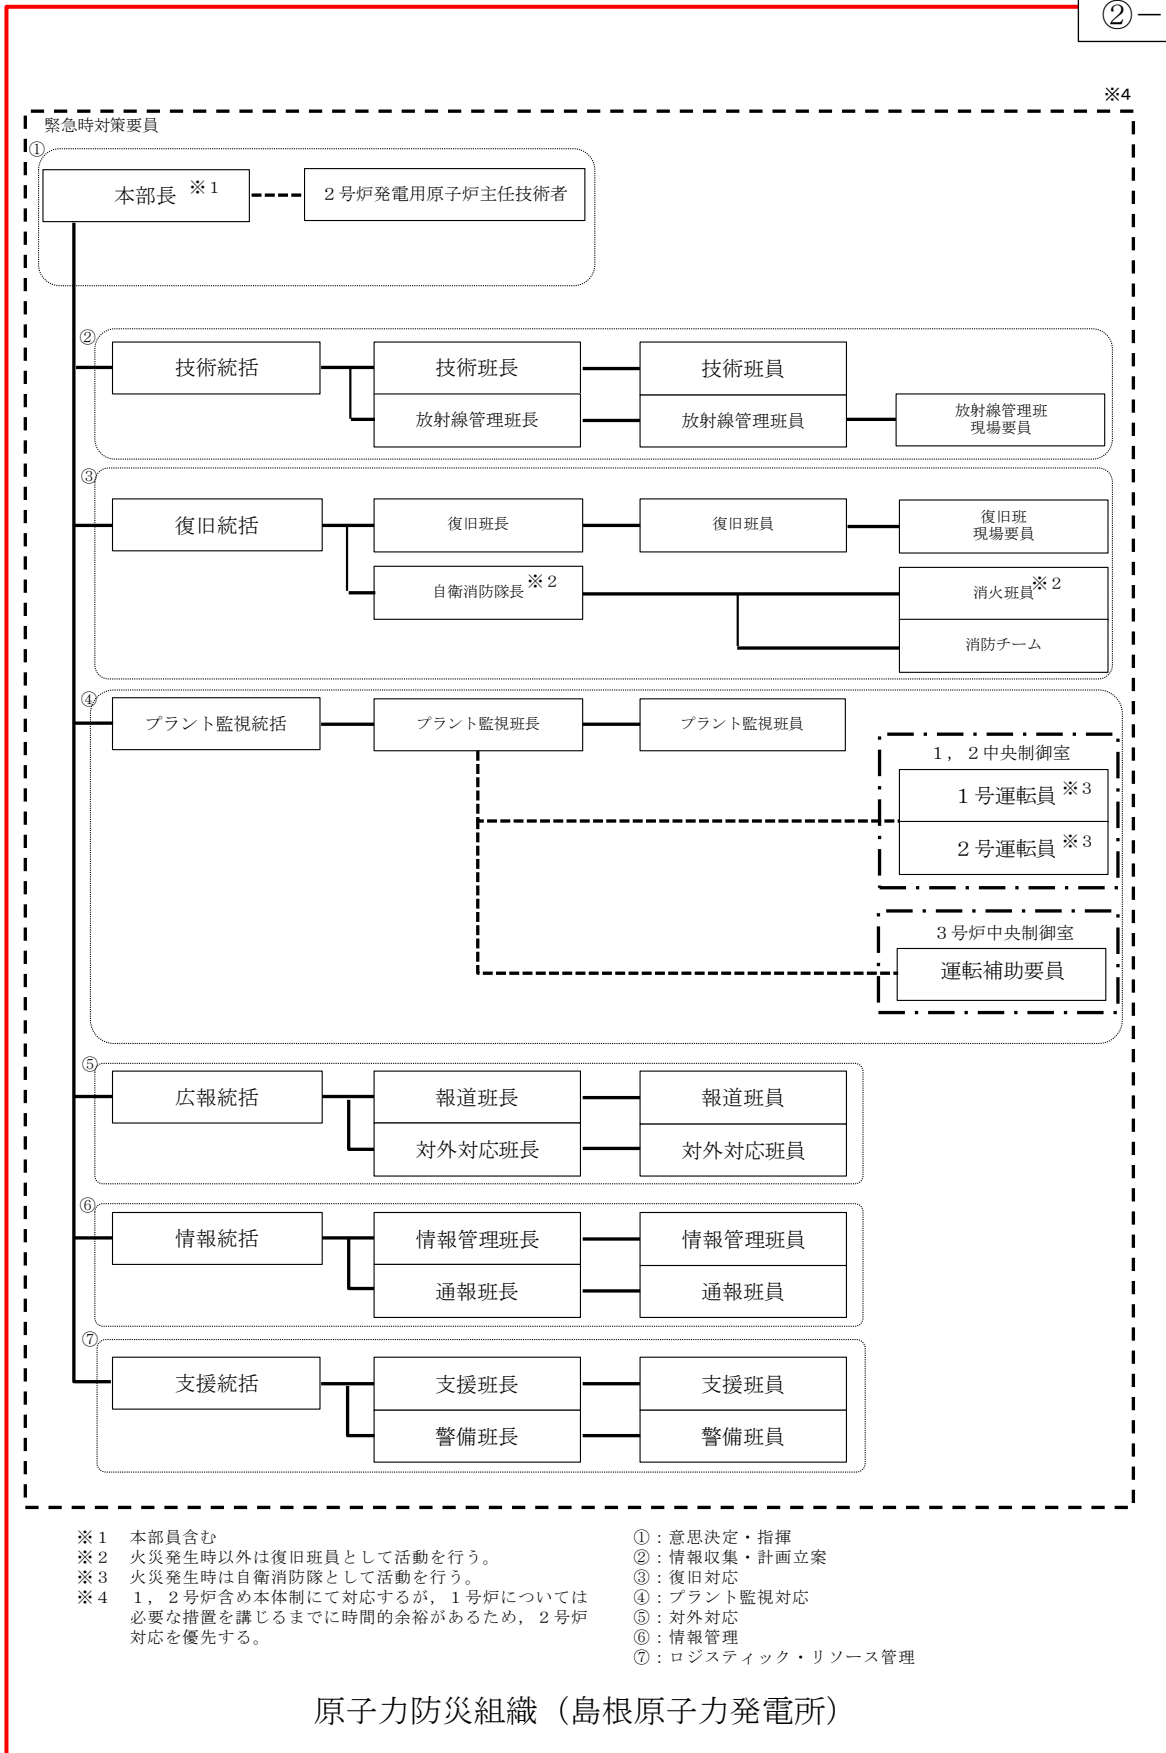 ②－
※4
緊急時対策要員
①
本部長 ※１
２号炉発電用原子炉主任技術者
②
技術統括
技術班長
技術班員
放射線管理班長
放射線管理班員
放射線管理班
現場要員
③
復旧統括
復旧班長
復旧班員
復旧班
現場要員
自衛消防隊長※２
消火班員※２
消防チーム
④
プラント監視統括
プラント監視班長
プラント監視班員
１，２中央制御室
１号運転員 ※３
２号運転員 ※３
３号炉中央制御室
運転補助要員
⑤
広報統括
報道班長
報道班員
対外対応班長
対外対応班員
⑥
情報統括
情報管理班長
情報管理班員
通報班長
通報班員
⑦
支援統括
支援班長
支援班員
警備班長
警備班員
※１　本部員含む
※２　火災発生時以外は復旧班員として活動を行う。
※３　火災発生時は自衛消防隊として活動を行う。
※４　１，２号炉含め本体制にて対応するが，１号炉については
必要な措置を講じるまでに時間的余裕があるため，２号炉
対応を優先する。
①：意思決定・指揮
②：情報収集・計画立案
③：復旧対応
④：プラント監視対応
⑤：対外対応
⑥：情報管理
⑦：ロジスティック・リソース管理
原子力防災組織（島根原子力発電所）